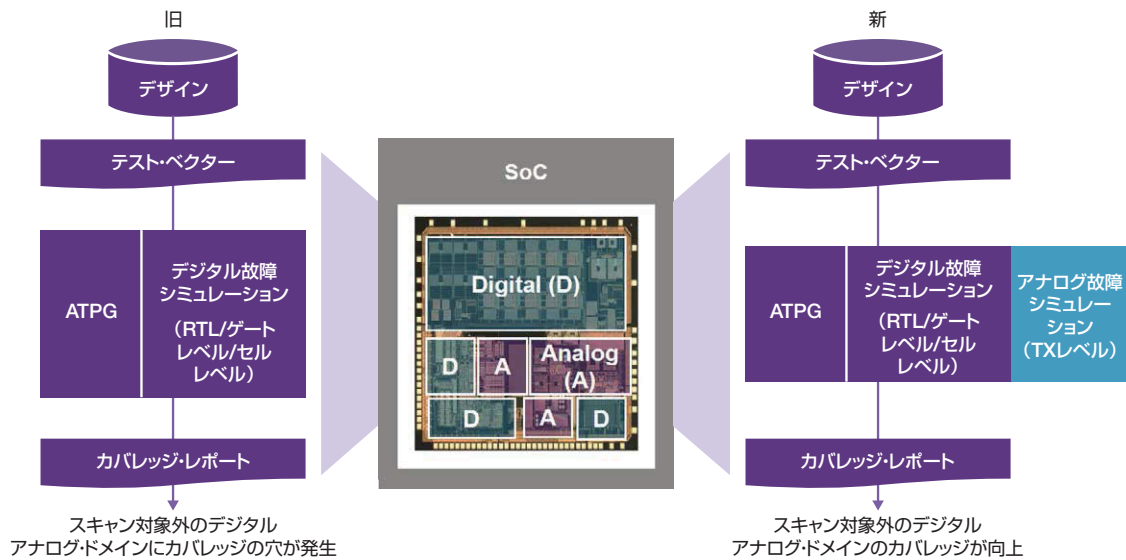 旧
デザイン
テスト・ベクター
ATPG
デジタル故障
シミュレーション
(RTL/ゲート
レベル/セル
レベル)
カバレッジ・レポート
スキャン対象外のデジタル
アナログ・ドメインにカバレッジの穴が発生
SoC
Digital (D)
D
A
Analog
(A)
D
A
D
新
デザイン
テスト・ベクター
ATPG
デジタル故障
シミュレーション
(RTL/ゲート
レベル/セル
レベル)
アナログ故障
シミュレー
ション
(TXレベル)
カバレッジ・レポート
スキャン対象外のデジタル
アナログ・ドメインのカバレッジが向上